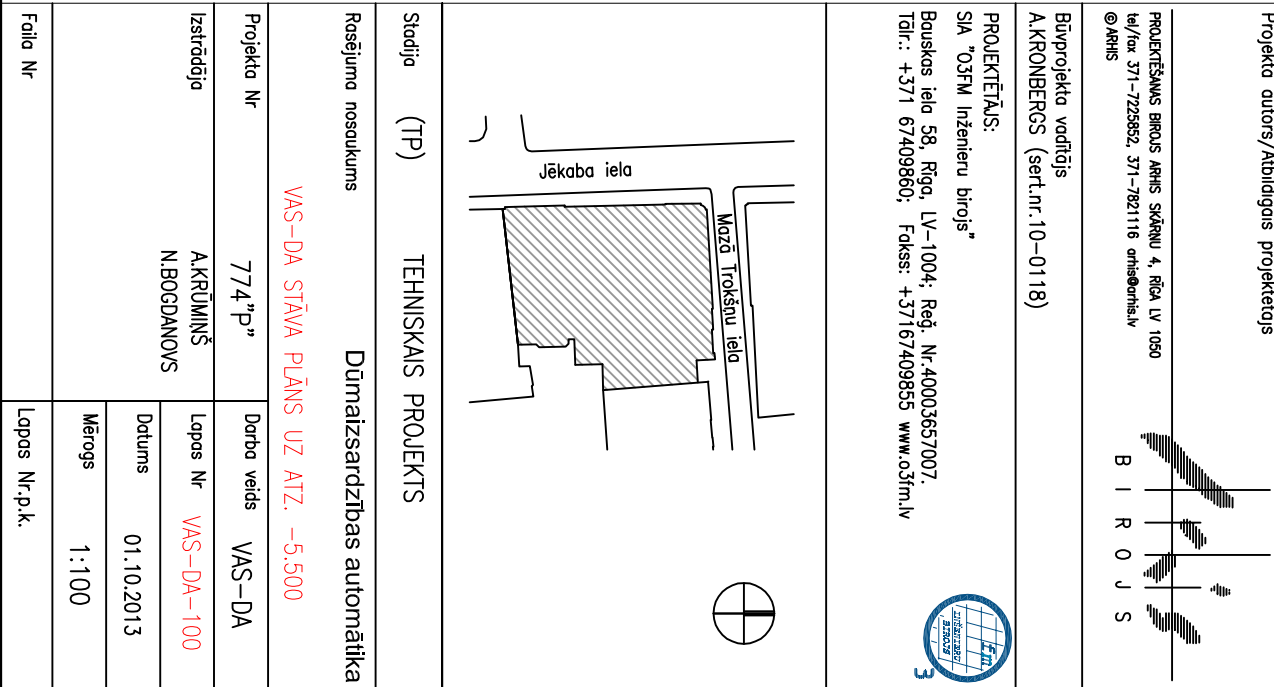 Projekta autors/Atbildīgais projektētājs
PROJEKTĒŠANAS BIROJS ARHIS SKĀRŅU 4, RĪGA LV 1050
tel/fax 371-7225852, 371-7821116 arhis@arhis.lv
© ARHIS
BIROJS
Būvprojekta vadītājs
A.KRONBERGS (sert.nr.10-0118)
PROJEKTĒTĀJS:
SIA "O3FM Inženieru birojs"
Bauskas iela 58, Rīga, LV-1004; Reģ. Nr.40003657007.
Tālr.: +371 67409860; Fakss: +37167409855 www.o3fm.lv
fm
INŽENIERU
BIROJS
3
Mazā Trokšņu iela
Jēkaba iela
Stadija (TP) TEHNISKAIS PROJEKTS
Rasējuma nosaukums
Dūmaizsardzības automātika
VAS-DA STĀVA PLĀNS UZ ATZ. -5.500
Projekta Nr 774"P"
Darba veids VAS-DA
Izstrādāja A.KRŪMIŅŠ
N.BOGDANOVS
Lapas Nr VAS-DA-100
Datums 01.10.2013
Mērogs 1:100
Faila Nr
Lapas Nr.p.k.